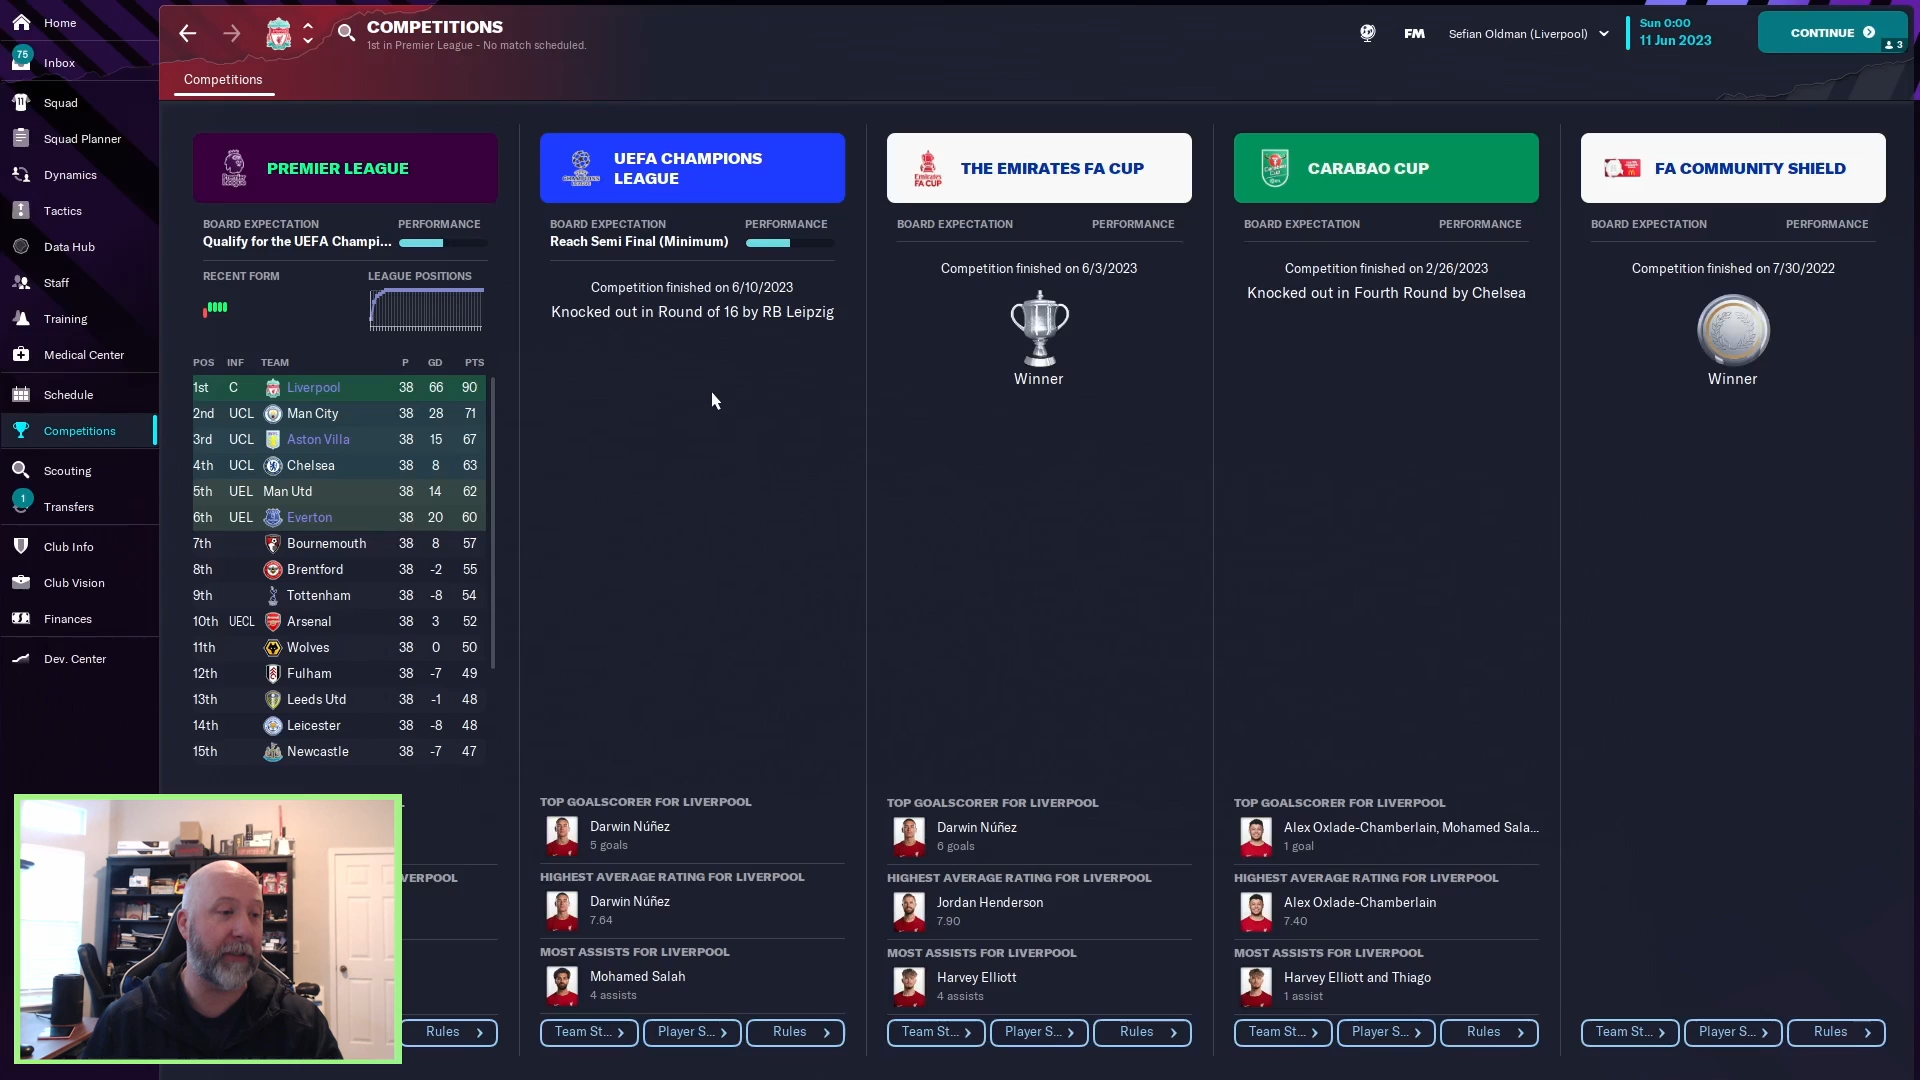 Home
75
Inbox
Squad
Squad Planner
Dynamics
Tactics
Data Hub
Staff
Training
Medical Center
Schedule
Competitions
Scouting
1
Transfers
Club Info
Club Vision
Finances
Dev. Center
COMPETITIONS
1st in Premier League - No match scheduled.
FM
Sefian Oldman (Liverpool)
Sun 0:00
11 Jun 2023
CONTINUE
3
Competitions
PREMIER LEAGUE
BOARD EXPECTATION PERFORMANCE
Qualify for the UEFA Champi...
RECENT FORM LEAGUE POSITIONS
POS INF TEAM P GD PTS
1st C Liverpool 38 66 90
2nd UCL Man City 38 28 71
3rd UCL Aston Villa 38 15 67
4th UCL Chelsea 38 8 63
5th UEL Man Utd 38 14 62
6th UEL Everton 38 20 60
7th Bournemouth 38 8 57
8th Brentford 38 -2 55
9th Tottenham 38 -8 54
10th UECL Arsenal 38 3 52
11th Wolves 38 0 50
12th Fulham 38 -7 49
13th Leeds Utd 38 -1 48
14th Leicester 38 -8 48
15th Newcastle 38 -7 47
VERPOOL
Rules
UEFA CHAMPIONS
LEAGUE
BOARD EXPECTATION PERFORMANCE
Reach Semi Final (Minimum)
Competition finished on 6/10/2023
Knocked out in Round of 16 by RB Leipzig
TOP GOALSCORER FOR LIVERPOOL
Darwin Núñez
5 goals
HIGHEST AVERAGE RATING FOR LIVERPOOL
Darwin Núñez
7.64
MOST ASSISTS FOR LIVERPOOL
Mohamed Salah
4 assists
Team St... Player S... Rules
Emirates
FA CUP
THE EMIRATES FA CUP
BOARD EXPECTATION PERFORMANCE
Competition finished on 6/3/2023
Winner
TOP GOALSCORER FOR LIVERPOOL
Darwin Núñez
6 goals
HIGHEST AVERAGE RATING FOR LIVERPOOL
Jordan Henderson
7.90
MOST ASSISTS FOR LIVERPOOL
Harvey Elliott
4 assists
Team St... Player S... Rules
CARABAO CUP
BOARD EXPECTATION PERFORMANCE
Competition finished on 2/26/2023
Knocked out in Fourth Round by Chelsea
TOP GOALSCORER FOR LIVERPOOL
Alex Oxlade-Chamberlain, Mohamed Sala...
1 goal
HIGHEST AVERAGE RATING FOR LIVERPOOL
Alex Oxlade-Chamberlain
7.40
MOST ASSISTS FOR LIVERPOOL
Harvey Elliott and Thiago
1 assist
Team St... Player S... Rules
FA COMMUNITY SHIELD
BOARD EXPECTATION PERFORMANCE
Competition finished on 7/30/2022
Winner
Team St... Player S... Rules